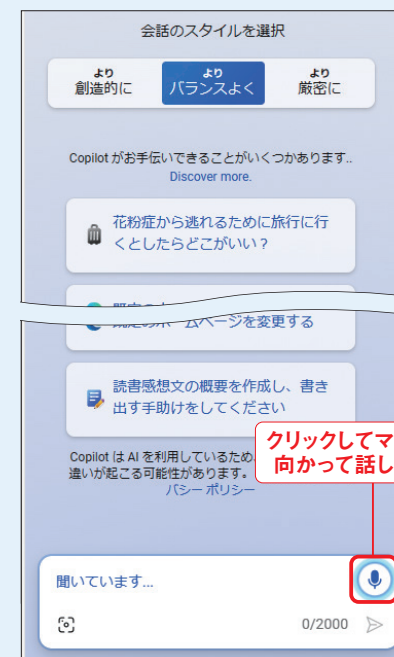 会話のスタイルを選択
より
創造的に
より
バランスよく
より
厳密に
Copilot がお手伝いできることがいくつかあります..
Discover more.
花粉症から逃れるために旅行に行
くとしたらどこがいい？
ホームページを変更する
読書感想文の概要を作成し、書き
出す手助けをしてください
クリックしてマ
向かって話し
Copilot は AI を利用しているため
違いが起こる可能性があります。
バシー ポリシー
聞いています...
0/2000